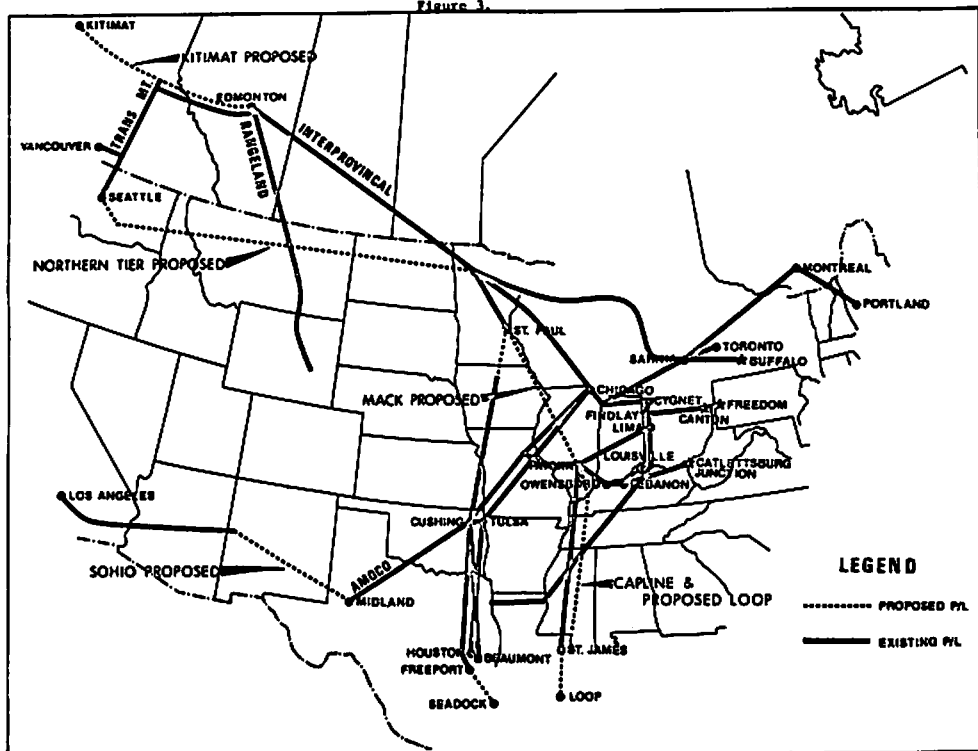 Figure 3.
KITIMAT
KITIMAT PROPOSED
EDMONTON
TRANS MT.
RANGELAND
INTERPROVINCAL
VANCOUVER
SEATTLE
NORTHERN TIER PROPOSED
MONTREAL
PORTLAND
ST. PAUL
TORONTO
SARNIA
BUFFALO
MACK PROPOSED
CHICAGO
CYGNET
FREEDOM
FINDLAY
CANTON
LIMA
LOUISVILLE
CATLETTSBURG
JUNCTION
OWENSBORO
LEBANON
LOS ANGELES
CUSHING
TULSA
SOHIO PROPOSED
AMOCO
MIDLAND
CAPLINE &
PROPOSED LOOP
LEGEND
PROPOSED P/L
EXISTING P/L
HOUSTON
BEAUMONT
FREEPORT
ST. JAMES
SEADOCK
LOOP